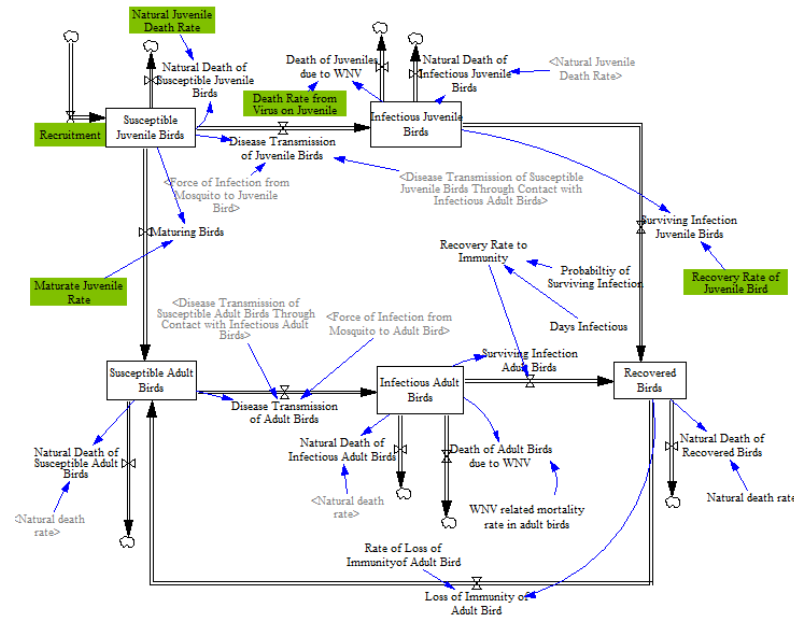 Natural Juvenile
Death Rate
Natural Death of
Susceptible Juvenile
Birds
Death of Juveniles
due to WNV
Natural Death of
Infectious Juvenile
Birds
<Natural Juvenile
Death Rate>
Death Rate from
Virus on Juvenile
Susceptible
Juvenile Birds
Infectious Juvenile
Birds
Recruitment
Disease Transmission
of Juvenile Birds
<Force of Infection from
Mosquito to Juvenile
Bird>
<Disease Transmission of Susceptible
Juvenile Birds Through Contact with
Infectious Adult Birds>
Maturing Birds
Surviving Infection
Juvenile Birds
Recovery Rate to
Immunity
Probabiltiy of
Surviving Infection
Recovery Rate of
Juvenile Bird
Maturate Juvenile
Rate
<Disease Transmission of
Susceptible Adult Birds Through
Contact with Infectious Adult
Birds>
<Force of Infection from
Mosquito to Adult Bird>
Days Infectious
Surviving Infection
Adult Birds
Susceptible Adult
Birds
Infectious Adult
Birds
Recovered
Birds
Disease Transmission
of Adult Birds
Natural Death of
Susceptible Adult
Birds
Natural Death of
Infectious Adult Birds
Death of Adult Birds
due to WNV
Natural Death of
Recovered Birds
<Natural death
rate>
<Natural death
rate>
WNV related mortality
rate in adult birds
Natural death rate
Rate of Loss of
Immunityof Adult Bird
Loss of Immunity of
Adult Bird